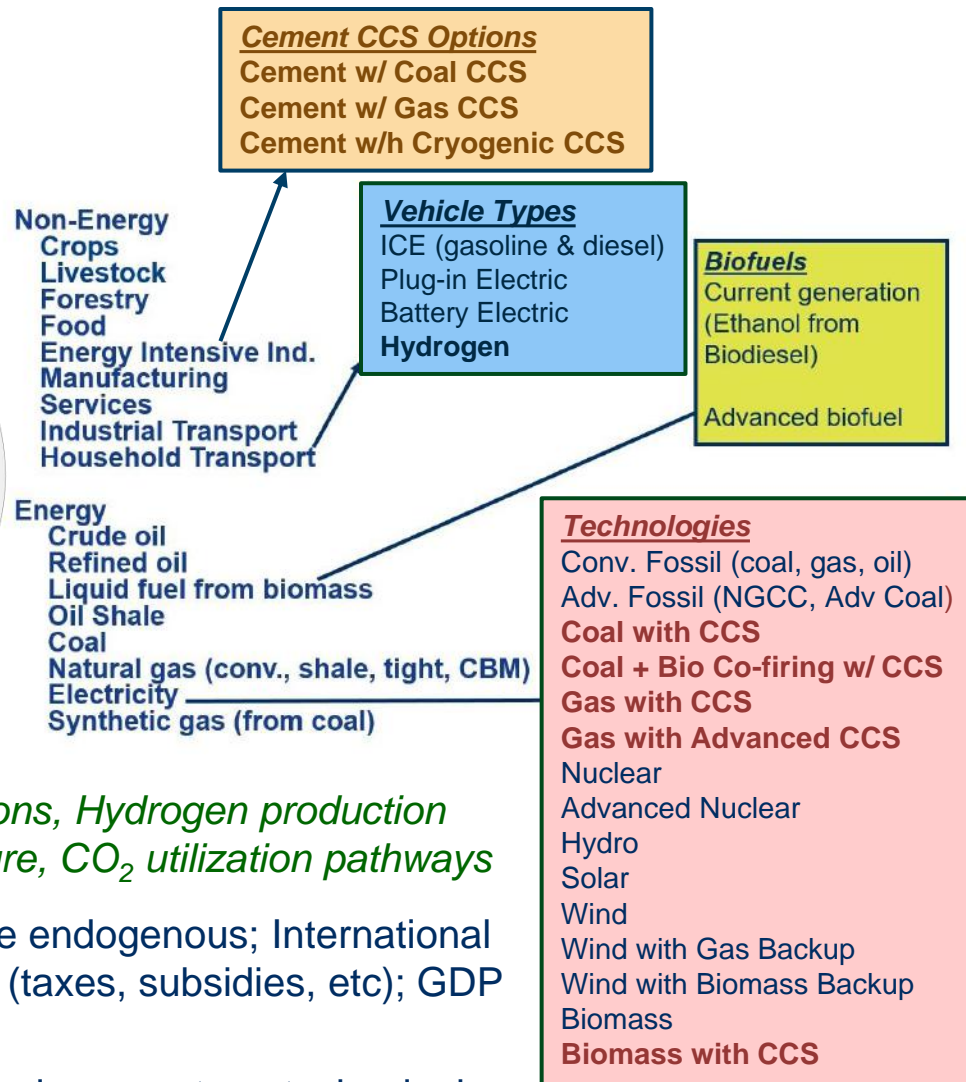 Cement CCS Options
Cement w/ Coal CCS
Cement w/ Gas CCS
Cement w/h Cryogenic CCS
Non-Energy
Crops
Livestock
Forestry
Food
Energy Intensive Ind.
Manufacturing
Services
Industrial Transport
Household Transport
Vehicle Types
ICE (gasoline & diesel)
Plug-in Electric
Battery Electric
Hydrogen
Biofuels
Current generation
(Ethanol from
Biodiesel)
Advanced biofuel
Energy
Crude oil
Refined oil
Liquid fuel from biomass
Oil Shale
Coal
Natural gas (conv., shale, tight, CBM)
Electricity
Synthetic gas (from coal)
Technologies
Conv. Fossil (coal, gas, oil)
Adv. Fossil (NGCC, Adv Coal)
Coal with CCS
Coal + Bio Co-firing w/ CCS
Gas with CCS
Gas with Advanced CCS
Nuclear
Advanced Nuclear
Hydro
Solar
Wind
Wind with Gas Backup
Wind with Biomass Backup
Biomass
Biomass with CCS
ons, Hydrogen production
ure, CO₂ utilization pathways
e endogenous; International
(taxes, subsidies, etc); GDP